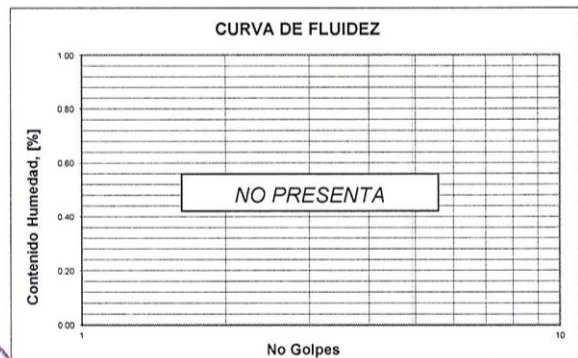 CURVA DE FLUIDEZ
Contenido Humedad, [%]
1.00
0.80
0.60
0.40
0.20
0.00
NO PRESENTA
1
10
No Golpes